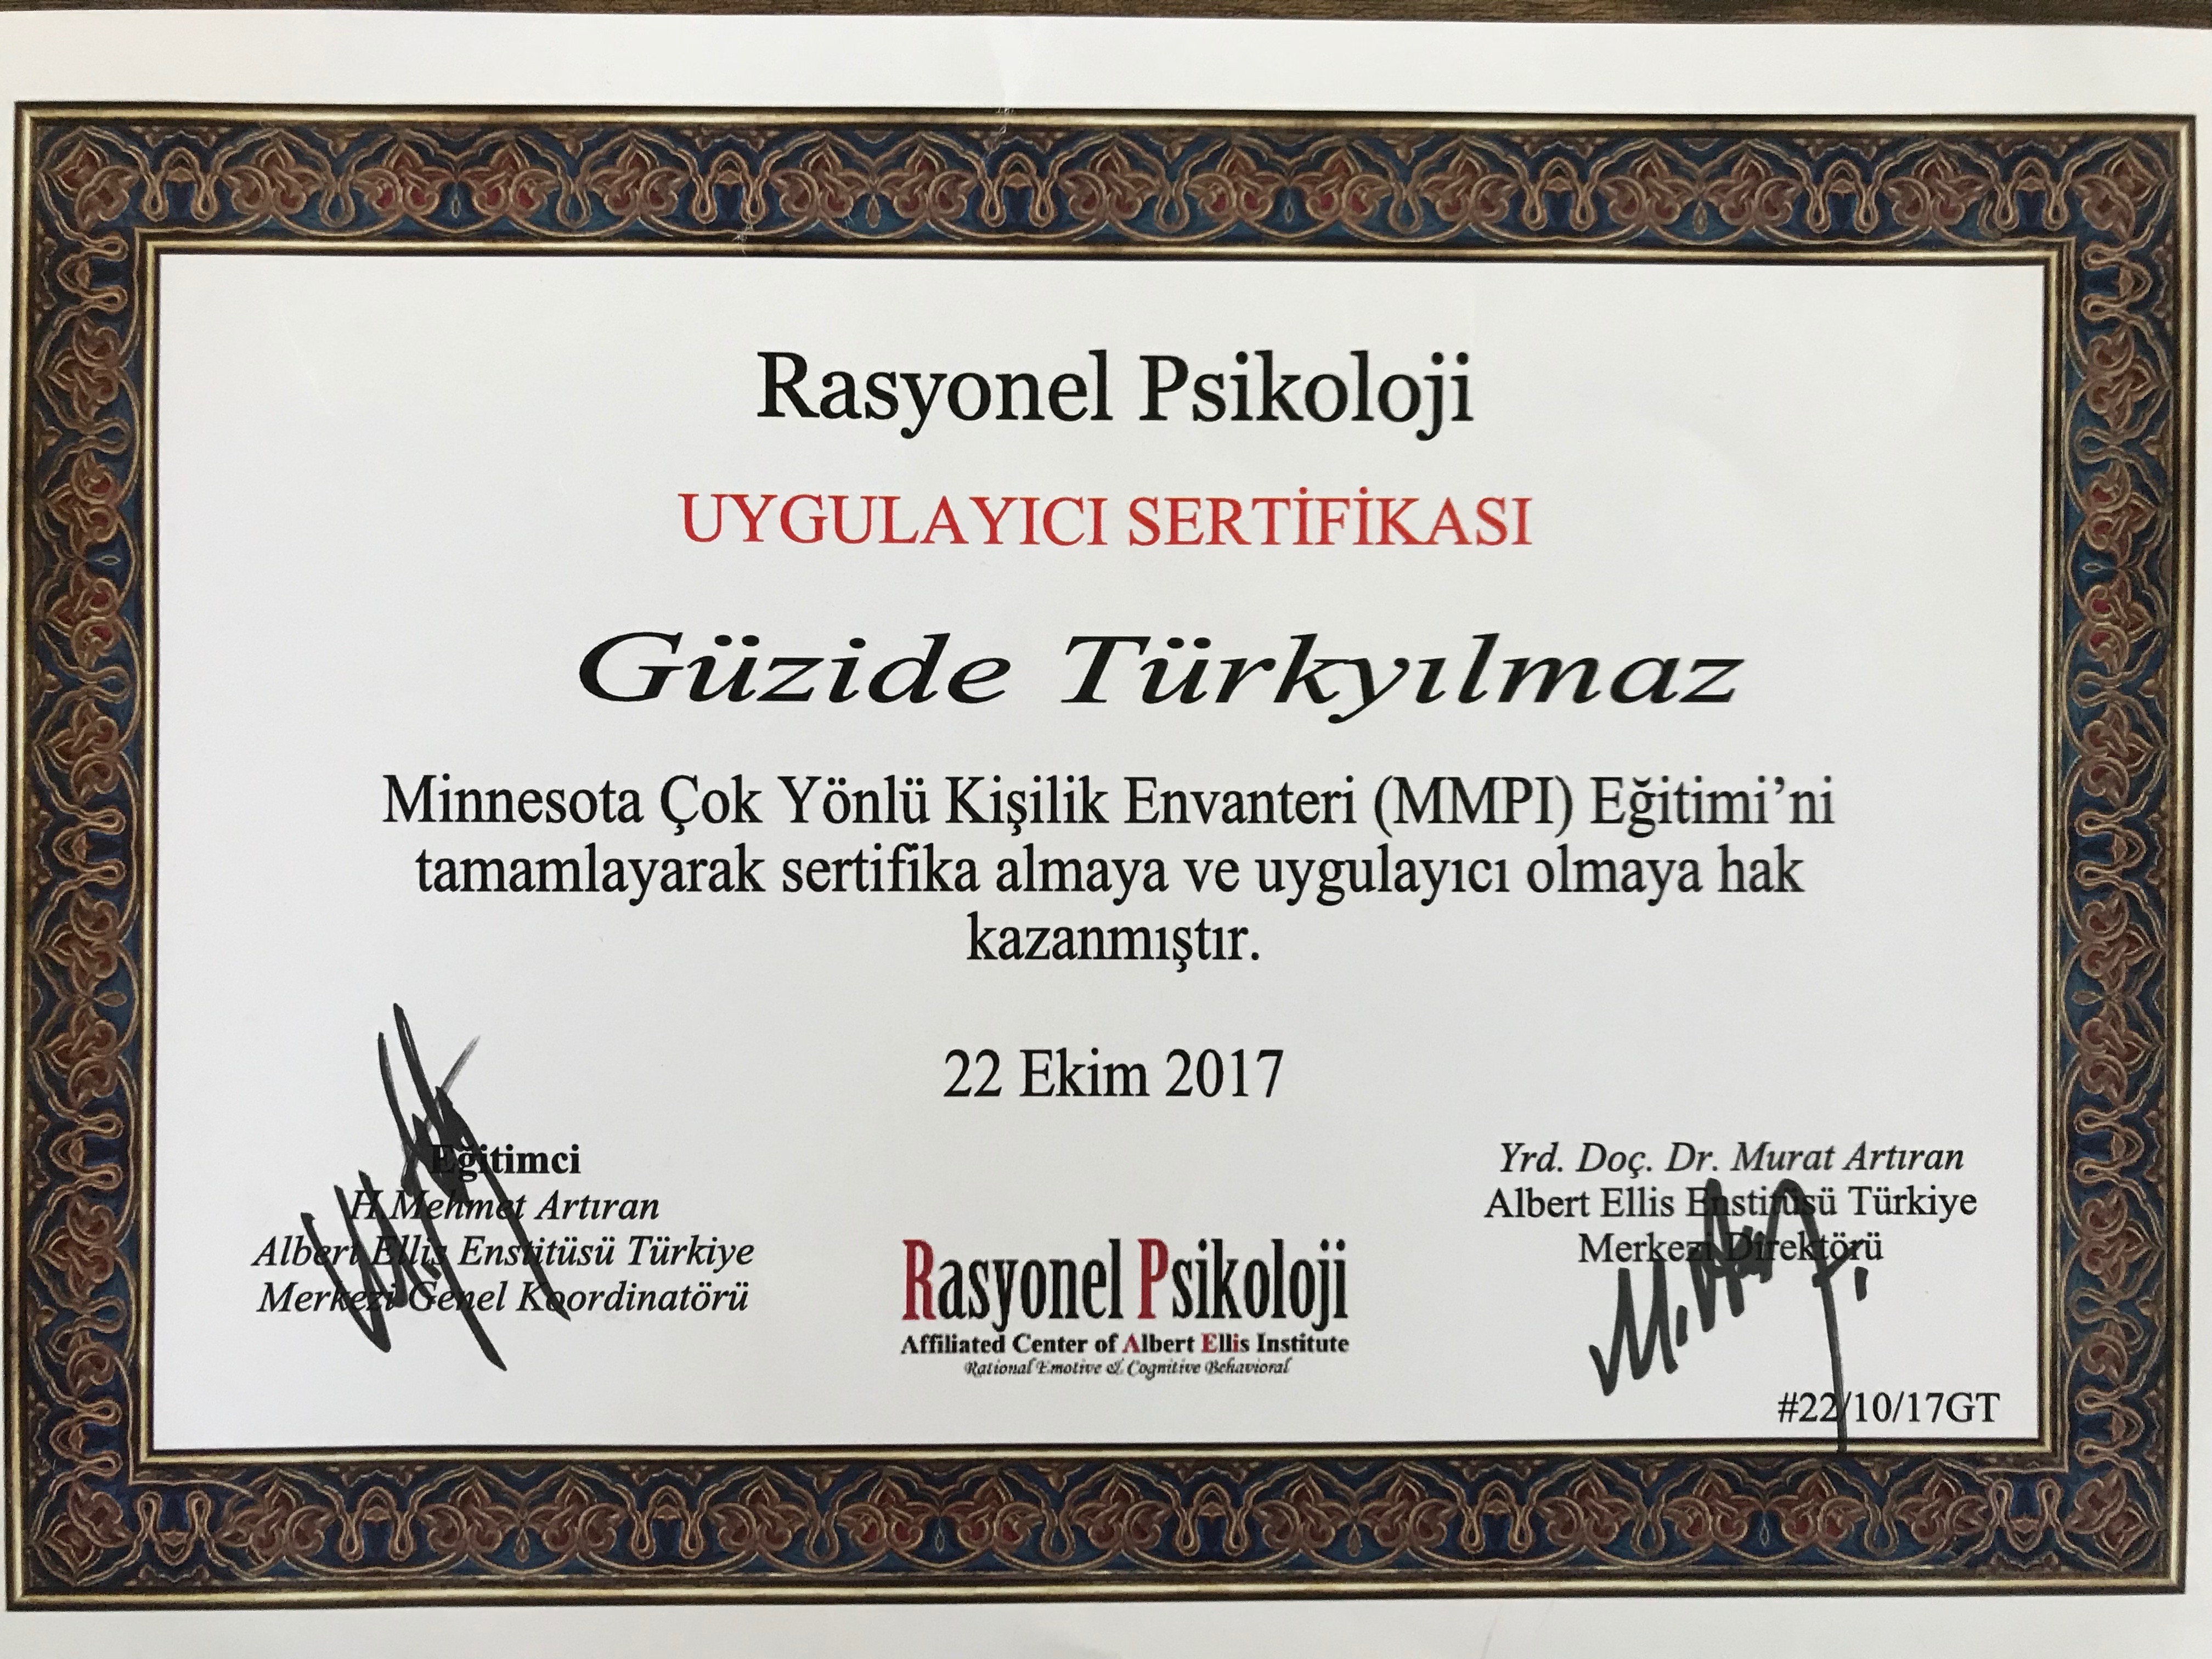 Rasyonel Psikoloji
UYGULAYICI SERTİFİKASI
Güzide Türkyılmaz
Minnesota Çok Yönlü Kişilik Envanteri (MMPI) Eğitimi’ni
tamamlayarak sertifika almaya ve uygulayıcı olmaya hak
kazanmıştır.
22 Ekim 2017
Eğitimci
H.Mehmet Artıran
Albert Ellis Enstitüsü Türkiye
Merkezi Genel Koordinatörü
Rasyonel Psikoloji
Affiliated Center of Albert Ellis Institute
Rational Emotive & Cognitive Behavioral
Yrd. Doç. Dr. Murat Artıran
Albert Ellis Enstitüsü Türkiye
Merkezi Direktörü
#22/10/17GT